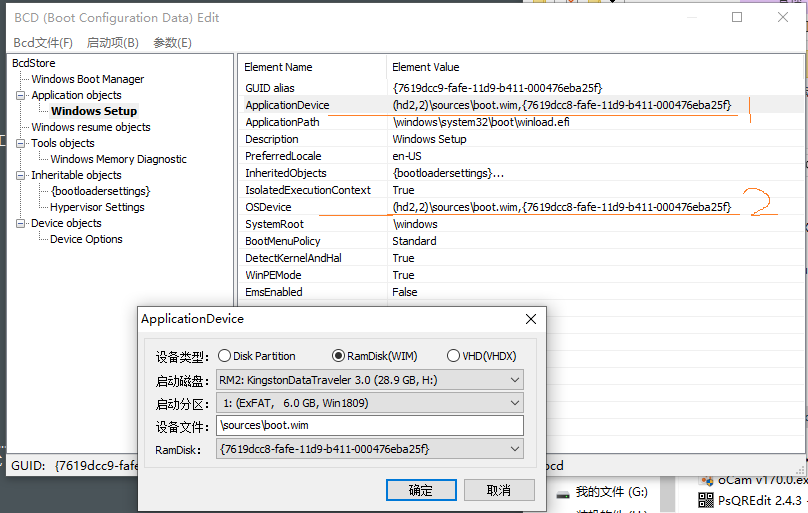 BCD (Boot Configuration Data) Edit
Bcd文件(F) 启动项(B) 参数(E)
BcdStore
Windows Boot Manager
Application objects
Windows Setup
Windows resume objects
Tools objects
Windows Memory Diagnostic
Inheritable objects
{bootloadersettings}
Hypervisor Settings
Device objects
Device Options
Element Name Element Value
GUID alias {7619dcc9-fafe-11d9-b411-000476eba25f}
ApplicationDevice (hd2,2)\sources\boot.wim,{7619dcc8-fafe-11d9-b411-000476eba25f} 1
ApplicationPath \windows\system32\boot\winload.efi
Description Windows Setup
PreferredLocale en-US
InheritedObjects {bootloadersettings}...
IsolatedExecutionContext True
OSDevice (hd2,2)\sources\boot.wim,{7619dcc8-fafe-11d9-b411-000476eba25f} 2
SystemRoot \windows
BootMenuPolicy Standard
DetectKernelAndHal True
WinPEMode True
EmsEnabled False
ApplicationDevice
设备类型: Disk Partition RamDisk(WIM) VHD(VHDX)
启动磁盘: RM2: KingstonDataTraveler 3.0 (28.9 GB, H:)
启动分区: 1: (ExFAT, 6.0 GB, Win1809)
设备文件: \sources\boot.wim
RamDisk: {7619dcc8-fafe-11d9-b411-000476eba25f}
确定 取消
GUID: {7619dcc9-fafe
bcd
我的文件 (G:)
oCam v170.0.ex
PsQREdit 2.4.3